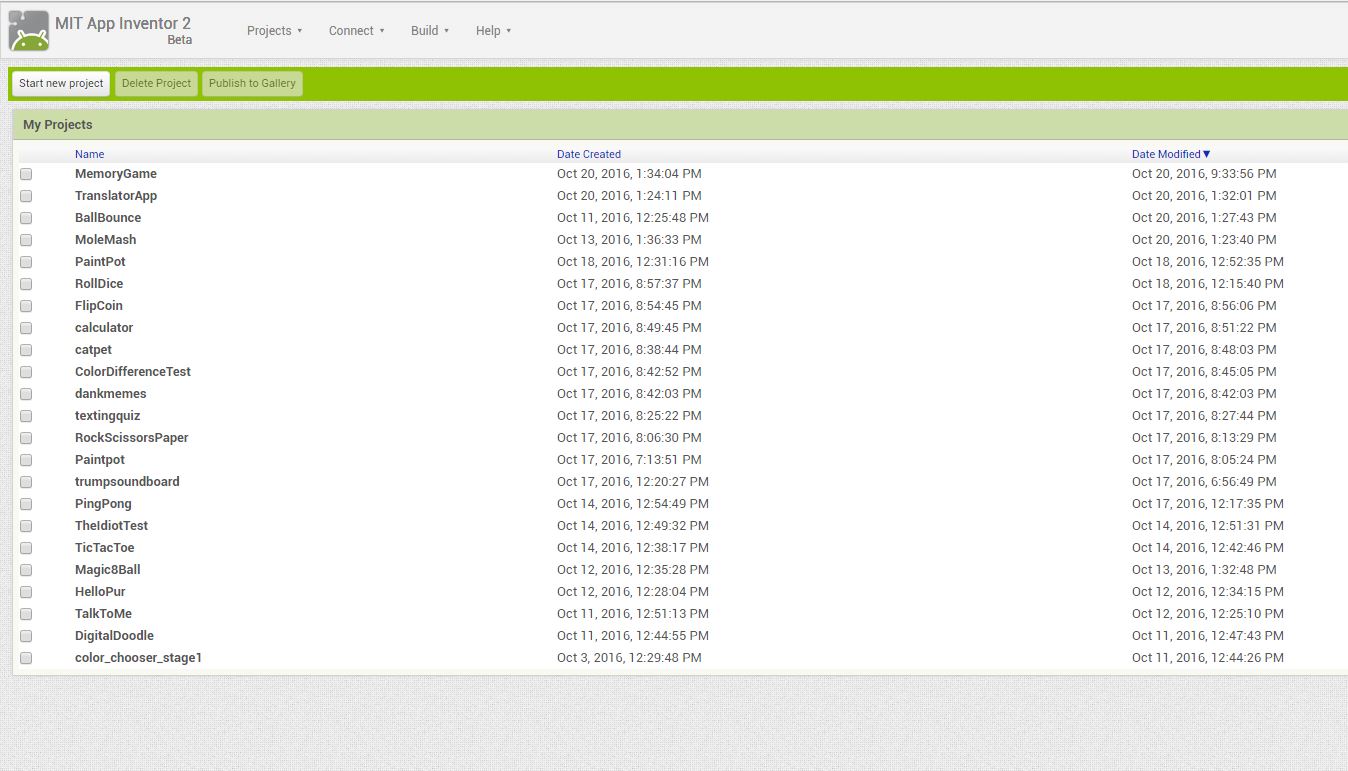 MIT App Inventor 2
Beta
Projects Connect Build Help
Start new project Delete Project Publish to Gallery
My Projects
Name Date Created Date Modified▼
MemoryGame Oct 20, 2016, 1:34:04 PM Oct 20, 2016, 9:33:56 PM
TranslatorApp Oct 20, 2016, 1:24:11 PM Oct 20, 2016, 1:32:01 PM
BallBounce Oct 11, 2016, 12:25:48 PM Oct 20, 2016, 1:27:43 PM
MoleMash Oct 13, 2016, 1:36:33 PM Oct 20, 2016, 1:23:40 PM
PaintPot Oct 18, 2016, 12:31:16 PM Oct 18, 2016, 12:52:35 PM
RollDice Oct 17, 2016, 8:57:37 PM Oct 18, 2016, 12:15:40 PM
FlipCoin Oct 17, 2016, 8:54:45 PM Oct 17, 2016, 8:56:06 PM
calculator Oct 17, 2016, 8:49:45 PM Oct 17, 2016, 8:51:22 PM
catpet Oct 17, 2016, 8:38:44 PM Oct 17, 2016, 8:48:03 PM
ColorDifferenceTest Oct 17, 2016, 8:42:52 PM Oct 17, 2016, 8:45:05 PM
dankmemes Oct 17, 2016, 8:42:03 PM Oct 17, 2016, 8:42:03 PM
textingquiz Oct 17, 2016, 8:25:22 PM Oct 17, 2016, 8:27:44 PM
RockScissorsPaper Oct 17, 2016, 8:06:30 PM Oct 17, 2016, 8:13:29 PM
Paintpot Oct 17, 2016, 7:13:51 PM Oct 17, 2016, 8:05:24 PM
trumpsoundboard Oct 17, 2016, 12:20:27 PM Oct 17, 2016, 6:56:49 PM
PingPong Oct 14, 2016, 12:54:49 PM Oct 17, 2016, 12:17:35 PM
TheIdiotTest Oct 14, 2016, 12:49:32 PM Oct 14, 2016, 12:51:31 PM
TicTacToe Oct 14, 2016, 12:38:17 PM Oct 14, 2016, 12:42:46 PM
Magic8Ball Oct 12, 2016, 12:35:28 PM Oct 13, 2016, 1:32:48 PM
HelloPur Oct 12, 2016, 12:28:04 PM Oct 12, 2016, 12:34:15 PM
TalkToMe Oct 11, 2016, 12:51:13 PM Oct 12, 2016, 12:25:10 PM
DigitalDoodle Oct 11, 2016, 12:44:55 PM Oct 11, 2016, 12:47:43 PM
color_chooser_stage1 Oct 3, 2016, 12:29:48 PM Oct 11, 2016, 12:44:26 PM